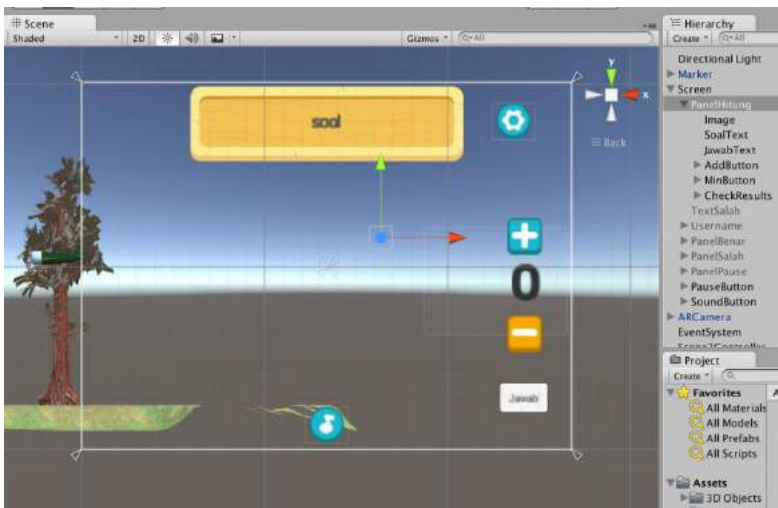 Scene
Shaded 2D Gizmos All
soal
y
x
Back
0
Jawab
Hierarchy
Create All
Directional Light
Marker
Screen
PanelHitung
Image
SoalText
JawabText
AddButton
MinButton
CheckResults
TextSalah
Username
PanelBenar
PanelSalah
PanelPause
PauseButton
SoundButton
ARCamera
EventSystem
Project
Create
Favorites
All Materials
All Models
All Prefabs
All Scripts
Assets
3D Objects